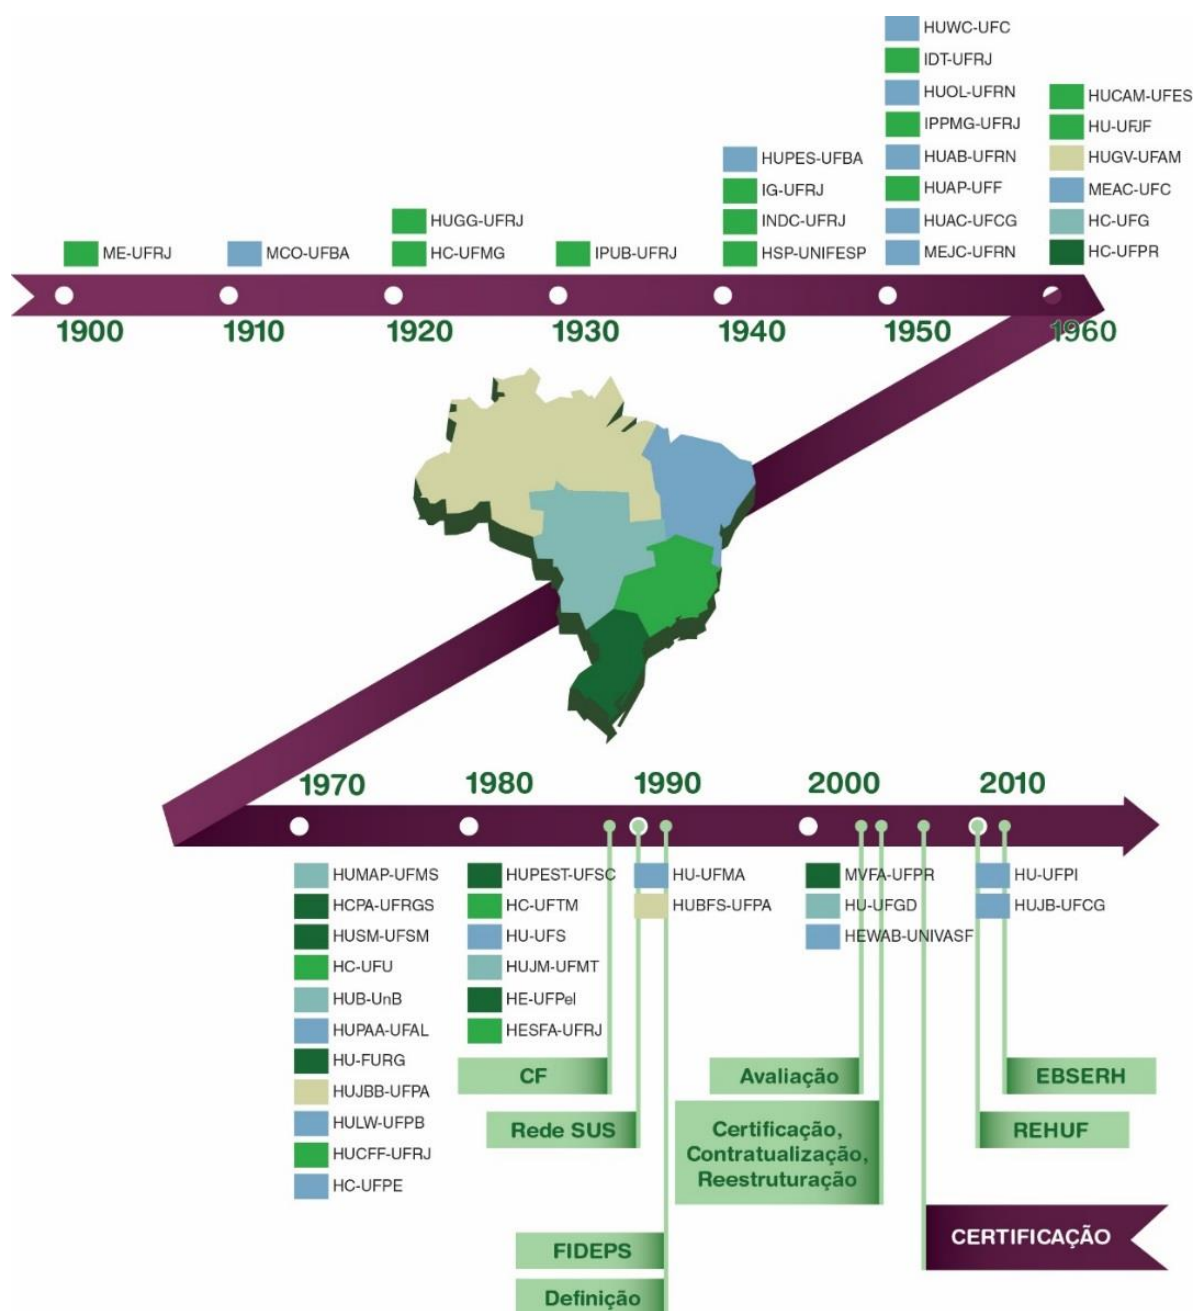 HUWC-UFC
IDT-UFRJ
HUOL-UFRN
IPPMG-UFRJ
HUAB-UFRN
HUAP-UFF
HUAC-UFCG
MEJC-UFRN
HUCAM-UFES
HU-UFJF
HUGV-UFAM
MEAC-UFC
HC-UFG
HC-UFPR
HUPES-UFBA
IG-UFRJ
INDC-UFRJ
HSP-UNIFESP
HUGG-UFRJ
HC-UFMG
ME-UFRJ
MCO-UFBA
IPUB-UFRJ
1900
1910
1920
1930
1940
1950
1960
1970
1980
1990
2000
2010
HUMAP-UFMS
HCPA-UFRGS
HUSM-UFSM
HC-UFU
HUB-UnB
HUPAA-UFAL
HU-FURG
HUJBB-UFPA
HULW-UFPB
HUCFF-UFRJ
HC-UFPE
HUPEST-UFSC
HC-UFTM
HU-UFS
HUJM-UFMT
HE-UFPel
HESFA-UFRJ
HU-UFMA
HUBFS-UFPA
MVFA-UFPR
HU-UFGD
HEWAB-UNIVASF
HU-UFPI
HUJB-UFCG
CF
Rede SUS
FIDEPS
Definição
Avaliação
Certificação,
Contratualização,
Reestruturação
EBSERH
REHUF
CERTIFICAÇÃO